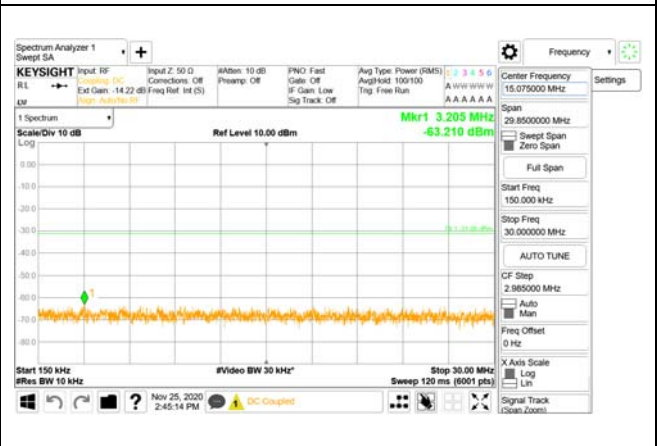 Spectrum Analyzer 1
Swept SA
Frequency
KEYSIGHT
RL
Input: RF
Coupling: DC
Ext Gain: -14.22 dB
Align: Auto/No RF
Input Z: 50 Ω
Corrections: Off
Freq Ref: Int (S)
#Atten: 10 dB
Preamp: Off
PNO: Fast
Gate: Off
IF Gain: Low
Sig Track: Off
Avg Type: Power (RMS)
Avg|Hold: 100/100
Trig: Free Run
1 2 3 4 5 6
A W W W W W
A A A A A A
1 Spectrum
Scale/Div 10 dB
Ref Level 10.00 dBm
Mkr1 3.205 MHz
-63.210 dBm
Log
0.00
-10.0
-20.0
-30.0
-40.0
-50.0
-60.0
-70.0
-80.0
1
Start 150 kHz
#Res BW 10 kHz
#Video BW 30 kHz*
Stop 30.00 MHz
Sweep 120 ms (6001 pts)
Nov 25, 2020
2:45:14 PM
DC Coupled
Settings
Center Frequency
15.075000 MHz
Span
29.8500000 MHz
Swept Span
Zero Span
Full Span
Start Freq
150.000 kHz
Stop Freq
30.000000 MHz
AUTO TUNE
CF Step
2.985000 MHz
Auto
Man
Freq Offset
0 Hz
X Axis Scale
Log
Lin
Signal Track
(Span Zoom)